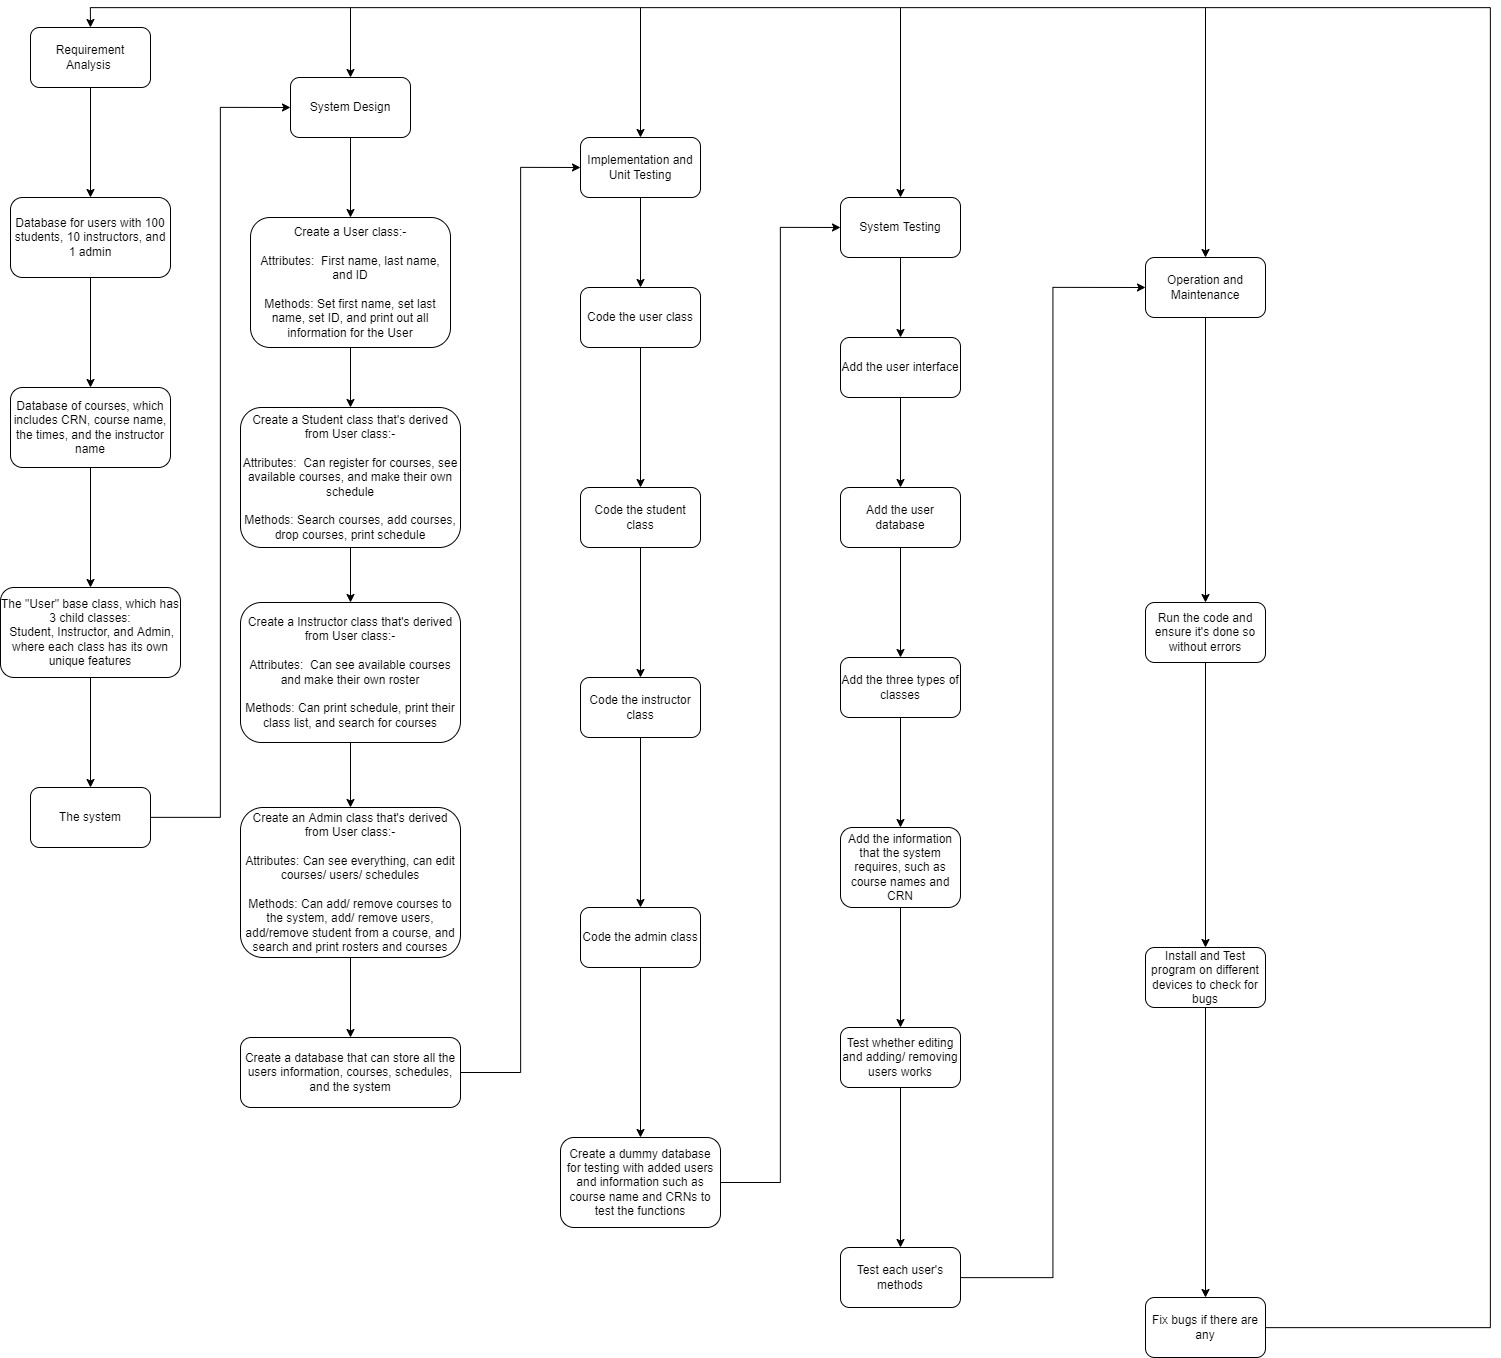 Requirement
Analysis
Database for users with 100
students, 10 instructors, and
1 admin
Database of courses, which
includes CRN, course name,
the times, and the instructor
name
The "User" base class, which has
3 child classes:
Student, Instructor, and Admin,
where each class has its own
unique features
The system
System Design
Create a User class:-
Attributes:  First name, last name,
and ID
Methods: Set first name, set last
name, set ID, and print out all
information for the User
Create a Student class that's derived
from User class:-
Attributes:  Can register for courses, see
available courses, and make their own
schedule
Methods: Search courses, add courses,
drop courses, print schedule
Create a Instructor class that's derived
from User class:-
Attributes:  Can see available courses
and make their own roster
Methods: Can print schedule, print their
class list, and search for courses
Create an Admin class that's derived
from User class:-
Attributes: Can see everything, can edit
courses/ users/ schedules
Methods: Can add/ remove courses to
the system, add/ remove users,
add/remove student from a course, and
search and print rosters and courses
Create a database that can store all the
users information, courses, schedules,
and the system
Implementation and
Unit Testing
Code the user class
Code the student
class
Code the instructor
class
Code the admin class
Create a dummy database
for testing with added users
and information such as
course name and CRNs to
test the functions
System Testing
Add the user interface
Add the user
database
Add the three types of
classes
Add the information
that the system
requires, such as
course names and
CRN
Test whether editing
and adding/ removing
users works
Test each user's
methods
Operation and
Maintenance
Run the code and
ensure it's done so
without errors
Install and Test
program on different
devices to check for
bugs
Fix bugs if there are
any